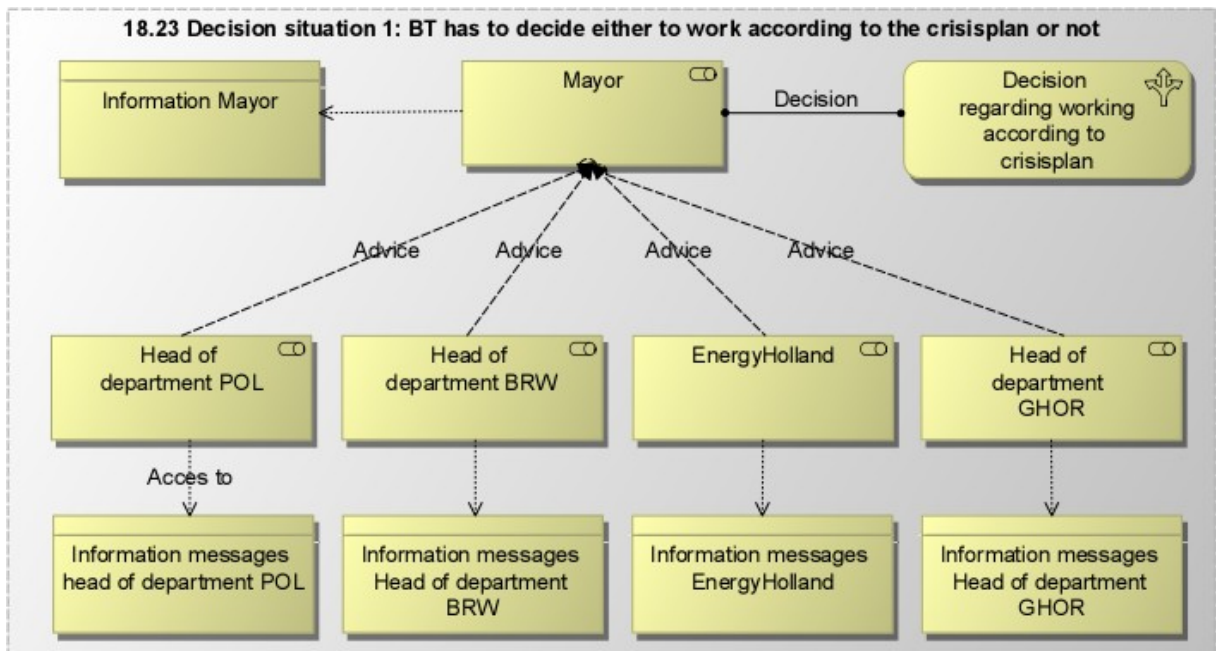 18.23 Decision situation 1: BT has to decide either to work according to the crisisplan or not
Information Mayor
Mayor
Decision
Decision
regarding working
according to
crisisplan
Advice
Advice
Advice
Advice
Head of
department POL
Head of
department BRW
EnergyHolland
Head of
department
GHOR
Acces to
Information messages
head of department POL
Information messages
Head of department
BRW
Information messages
EnergyHolland
Information messages
Head of department
GHOR